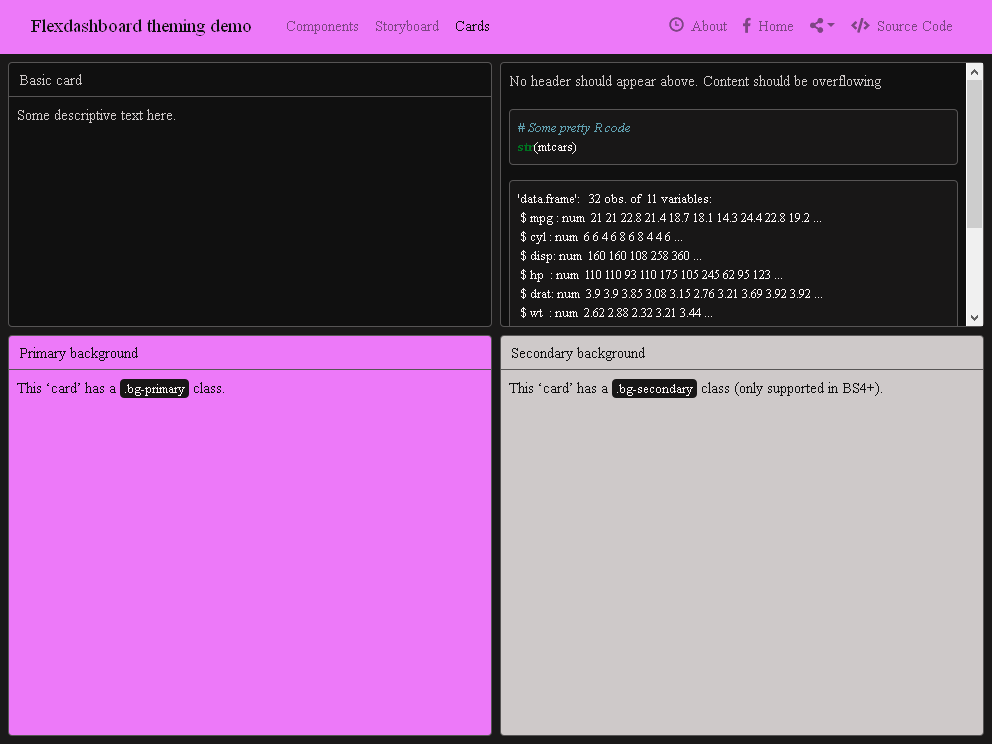 Flexdashboard theming demo Components Storyboard Cards About Home Source Code
Basic card
Some descriptive text here.
No header should appear above. Content should be overflowing
# Some pretty R code
str(mtcars)
'data.frame': 32 obs. of 11 variables:
$ mpg : num 21 21 22.8 21.4 18.7 18.1 14.3 24.4 22.8 19.2 ...
$ cyl : num 6 6 4 6 8 6 8 4 4 6 ...
$ disp: num 160 160 108 258 360 ...
$ hp : num 110 110 93 110 175 105 245 62 95 123 ...
$ drat: num 3.9 3.9 3.85 3.08 3.15 2.76 3.21 3.69 3.92 3.92 ...
$ wt : num 2.62 2.88 2.32 3.21 3.44 ...
Primary background
This ‘card’ has a .bg-primary class.
Secondary background
This ‘card’ has a .bg-secondary class (only supported in BS4+).